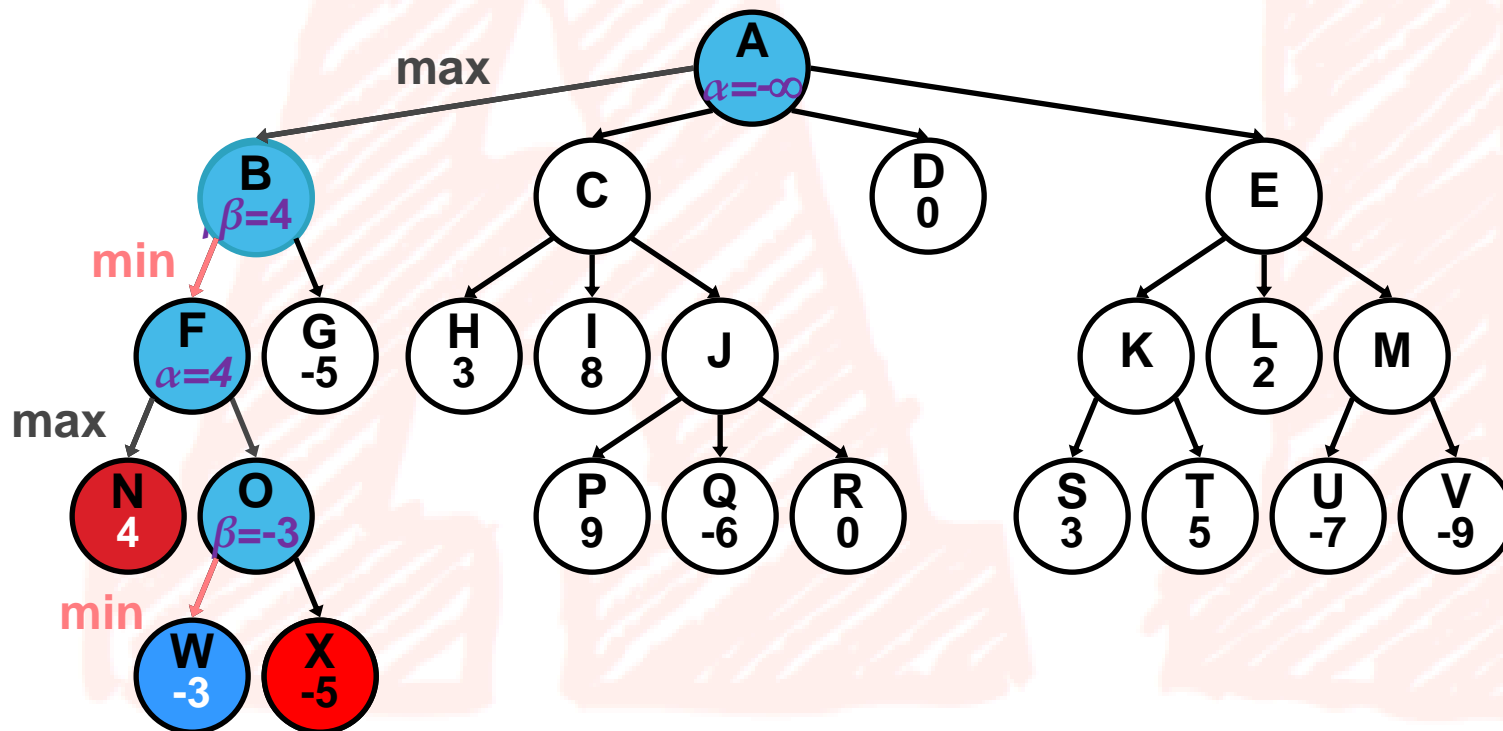 A
α=-∞
max
B
β=4
C
D
0
E
min
F
α=4
G
-5
H
3
I
8
J
K
L
2
M
max
N
4
O
β=-3
P
9
Q
-6
R
0
S
3
T
5
U
-7
V
-9
min
W
-3
X
-5